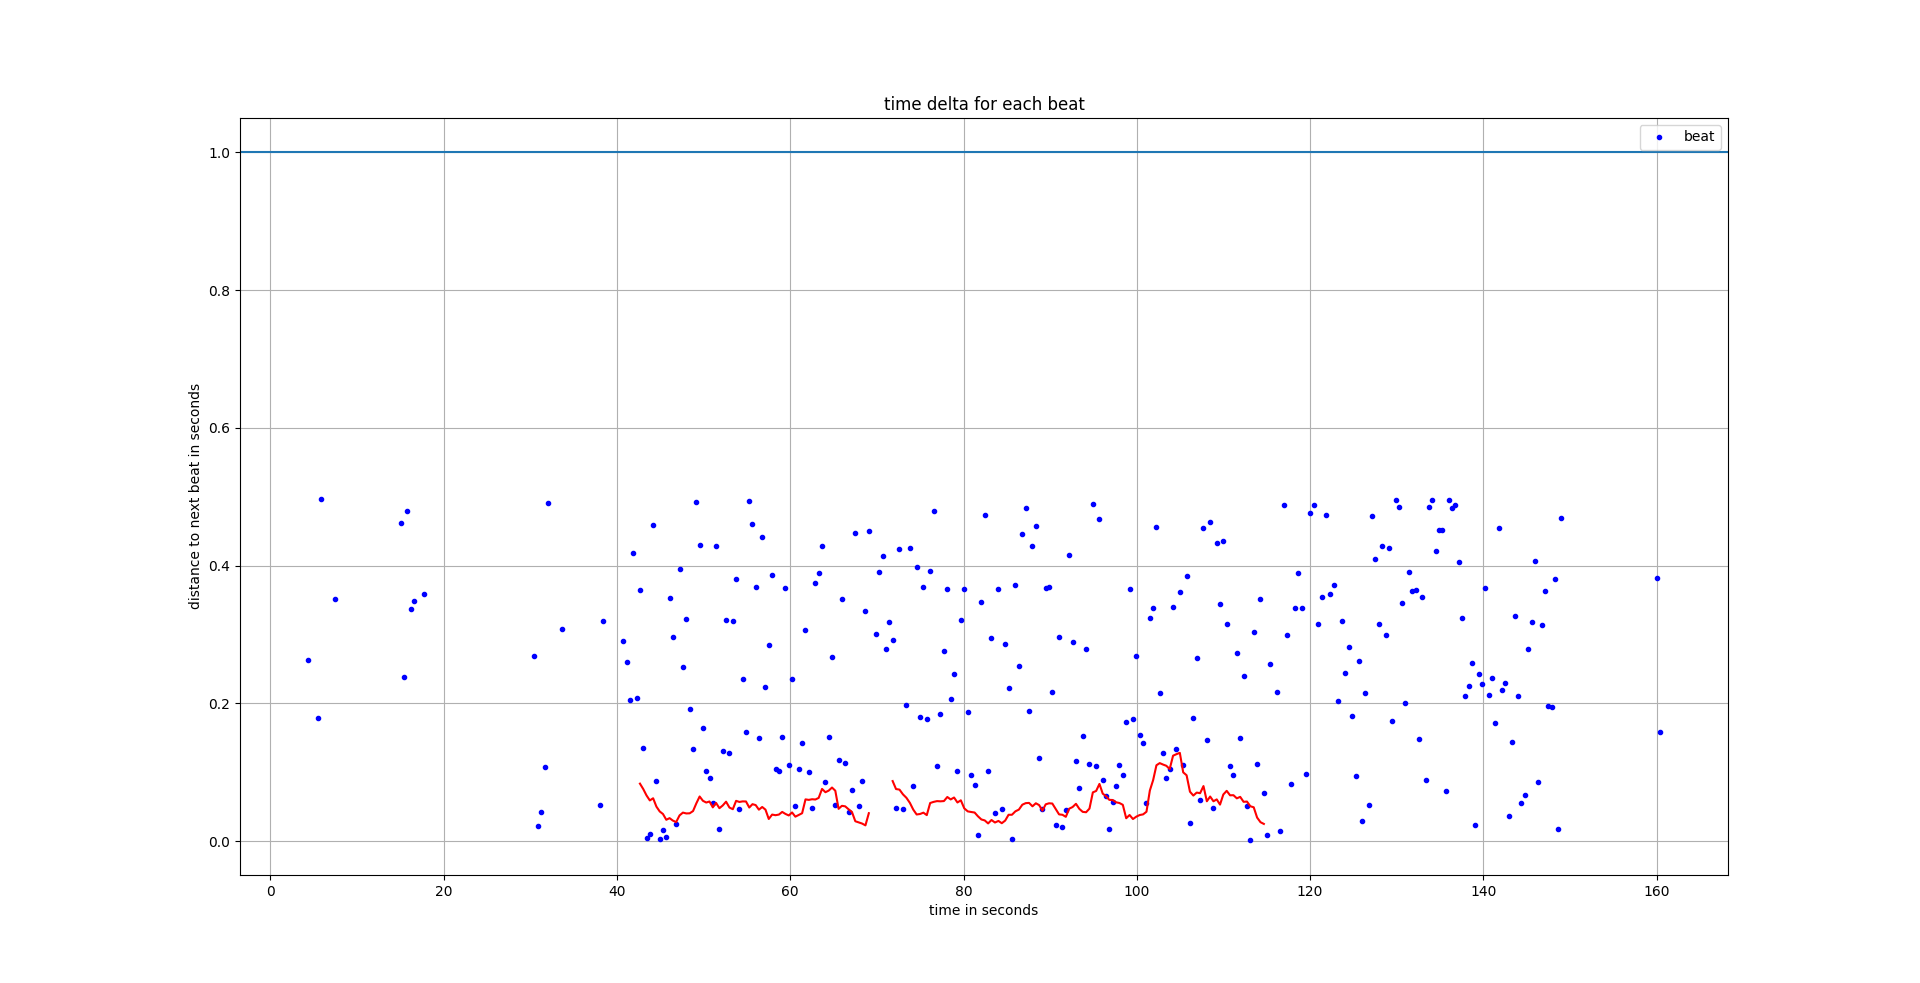 time delta for each beat
beat
1.0
0.8
0.6
0.4
0.2
0.0
distance to next beat in seconds
0 20 40 60 80 100 120 140 160
time in seconds